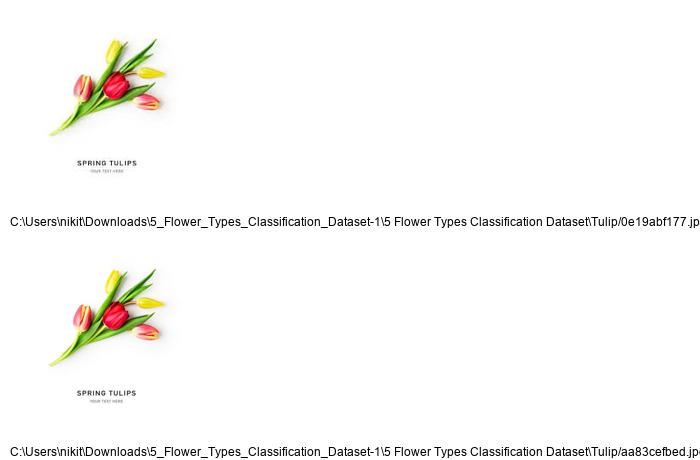 SPRING TULIPS
YOUR TEXT HERE
C:\Users\nikit\Downloads\5_Flower_Types_Classification_Dataset-1\5 Flower Types Classification Dataset\Tulip/0e19abf177.jp
SPRING TULIPS
YOUR TEXT HERE
C:\Users\nikit\Downloads\5_Flower_Types_Classification_Dataset-1\5 Flower Types Classification Dataset\Tulip/aa83cefbed.jp